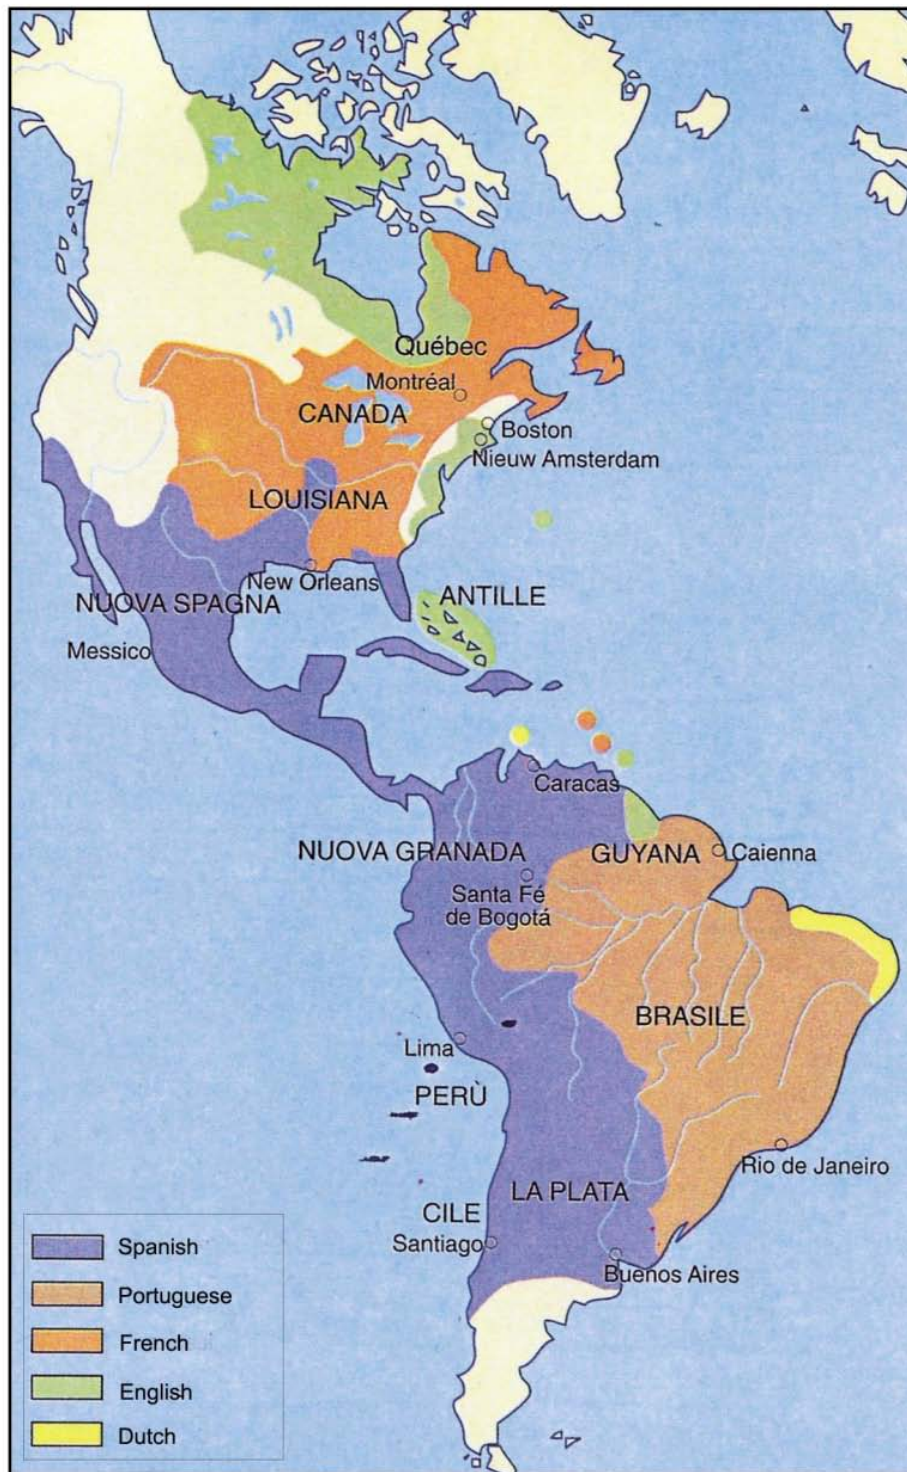 Québec
Montréal
CANADA
Boston
Nieuw Amsterdam
LOUISIANA
New Orleans
ANTILLE
NUOVA SPAGNA
Messico
Caracas
NUOVA GRANADA
GUYANA
Caienna
Santa Fé
de Bogotá
BRASILE
Lima
PERÙ
Rio de Janeiro
LA PLATA
CILE
Santiago
Buenos Aires
Spanish
Portuguese
French
English
Dutch